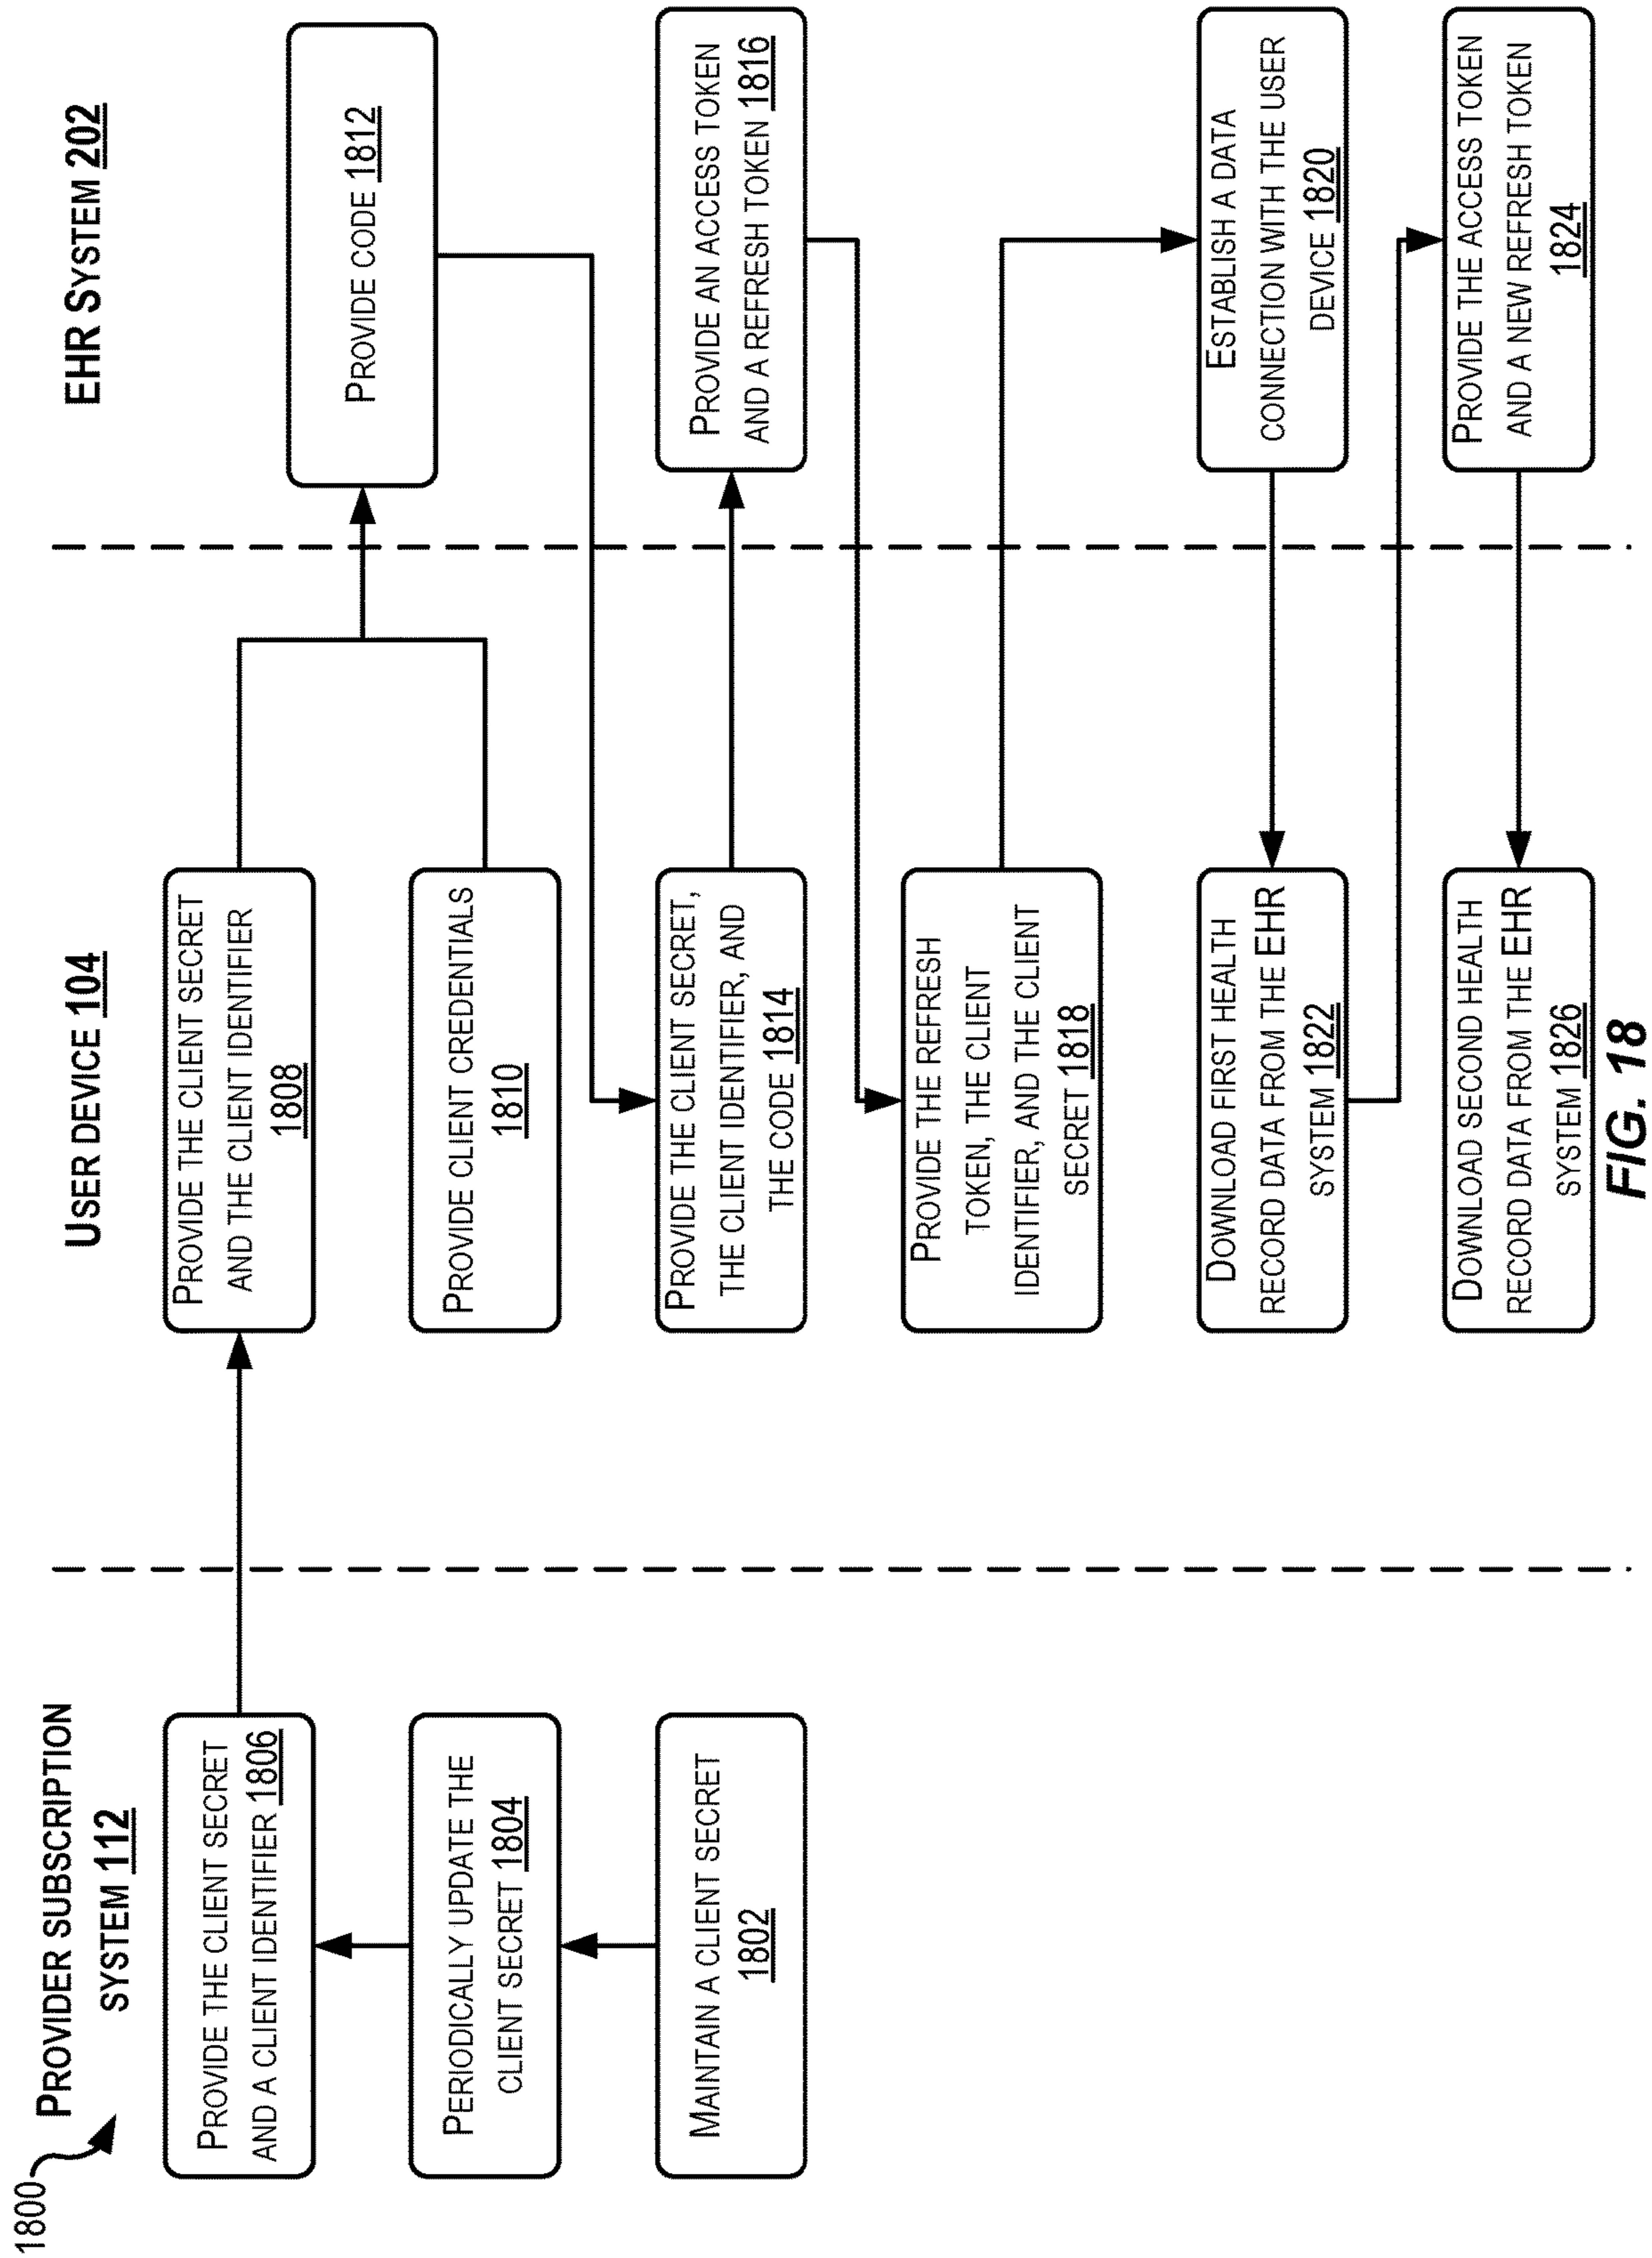 1800
PROVIDER SUBSCRIPTION
SYSTEM 112
USER DEVICE 104
EHR SYSTEM 202
PROVIDE THE CLIENT SECRET
AND A CLIENT IDENTIFIER 1806
PERIODICALLY UPDATE THE
CLIENT SECRET 1804
MAINTAIN A CLIENT SECRET
1802
PROVIDE THE CLIENT SECRET
AND THE CLIENT IDENTIFIER
1808
PROVIDE CLIENT CREDENTIALS
1810
PROVIDE CODE 1812
PROVIDE THE CLIENT SECRET,
THE CLIENT IDENTIFIER, AND
THE CODE 1814
PROVIDE AN ACCESS TOKEN
AND A REFRESH TOKEN 1816
PROVIDE THE REFRESH
TOKEN, THE CLIENT
IDENTIFIER, AND THE CLIENT
SECRET 1818
ESTABLISH A DATA
CONNECTION WITH THE USER
DEVICE 1820
DOWNLOAD FIRST HEALTH
RECORD DATA FROM THE EHR
SYSTEM 1822
PROVIDE THE ACCESS TOKEN
AND A NEW REFRESH TOKEN
1824
DOWNLOAD SECOND HEALTH
RECORD DATA FROM THE EHR
SYSTEM 1826
FIG. 18